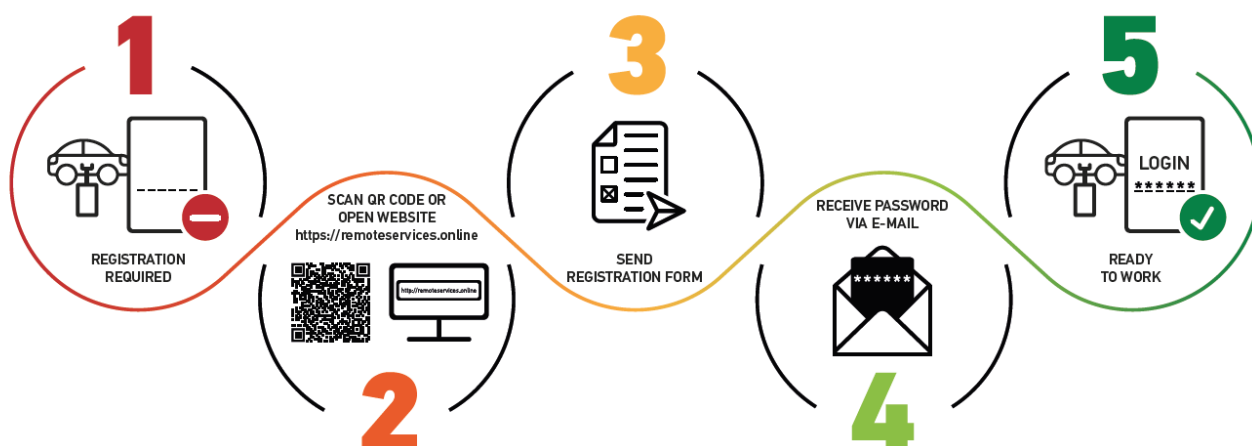 1
REGISTRATION
REQUIRED
SCAN QR CODE OR
OPEN WEBSITE
https://remoteservices.online
http://remoteservices.online
2
3
SEND
REGISTRATION FORM
RECEIVE PASSWORD
VIA E-MAIL
******
4
5
LOGIN
******
READY
TO WORK